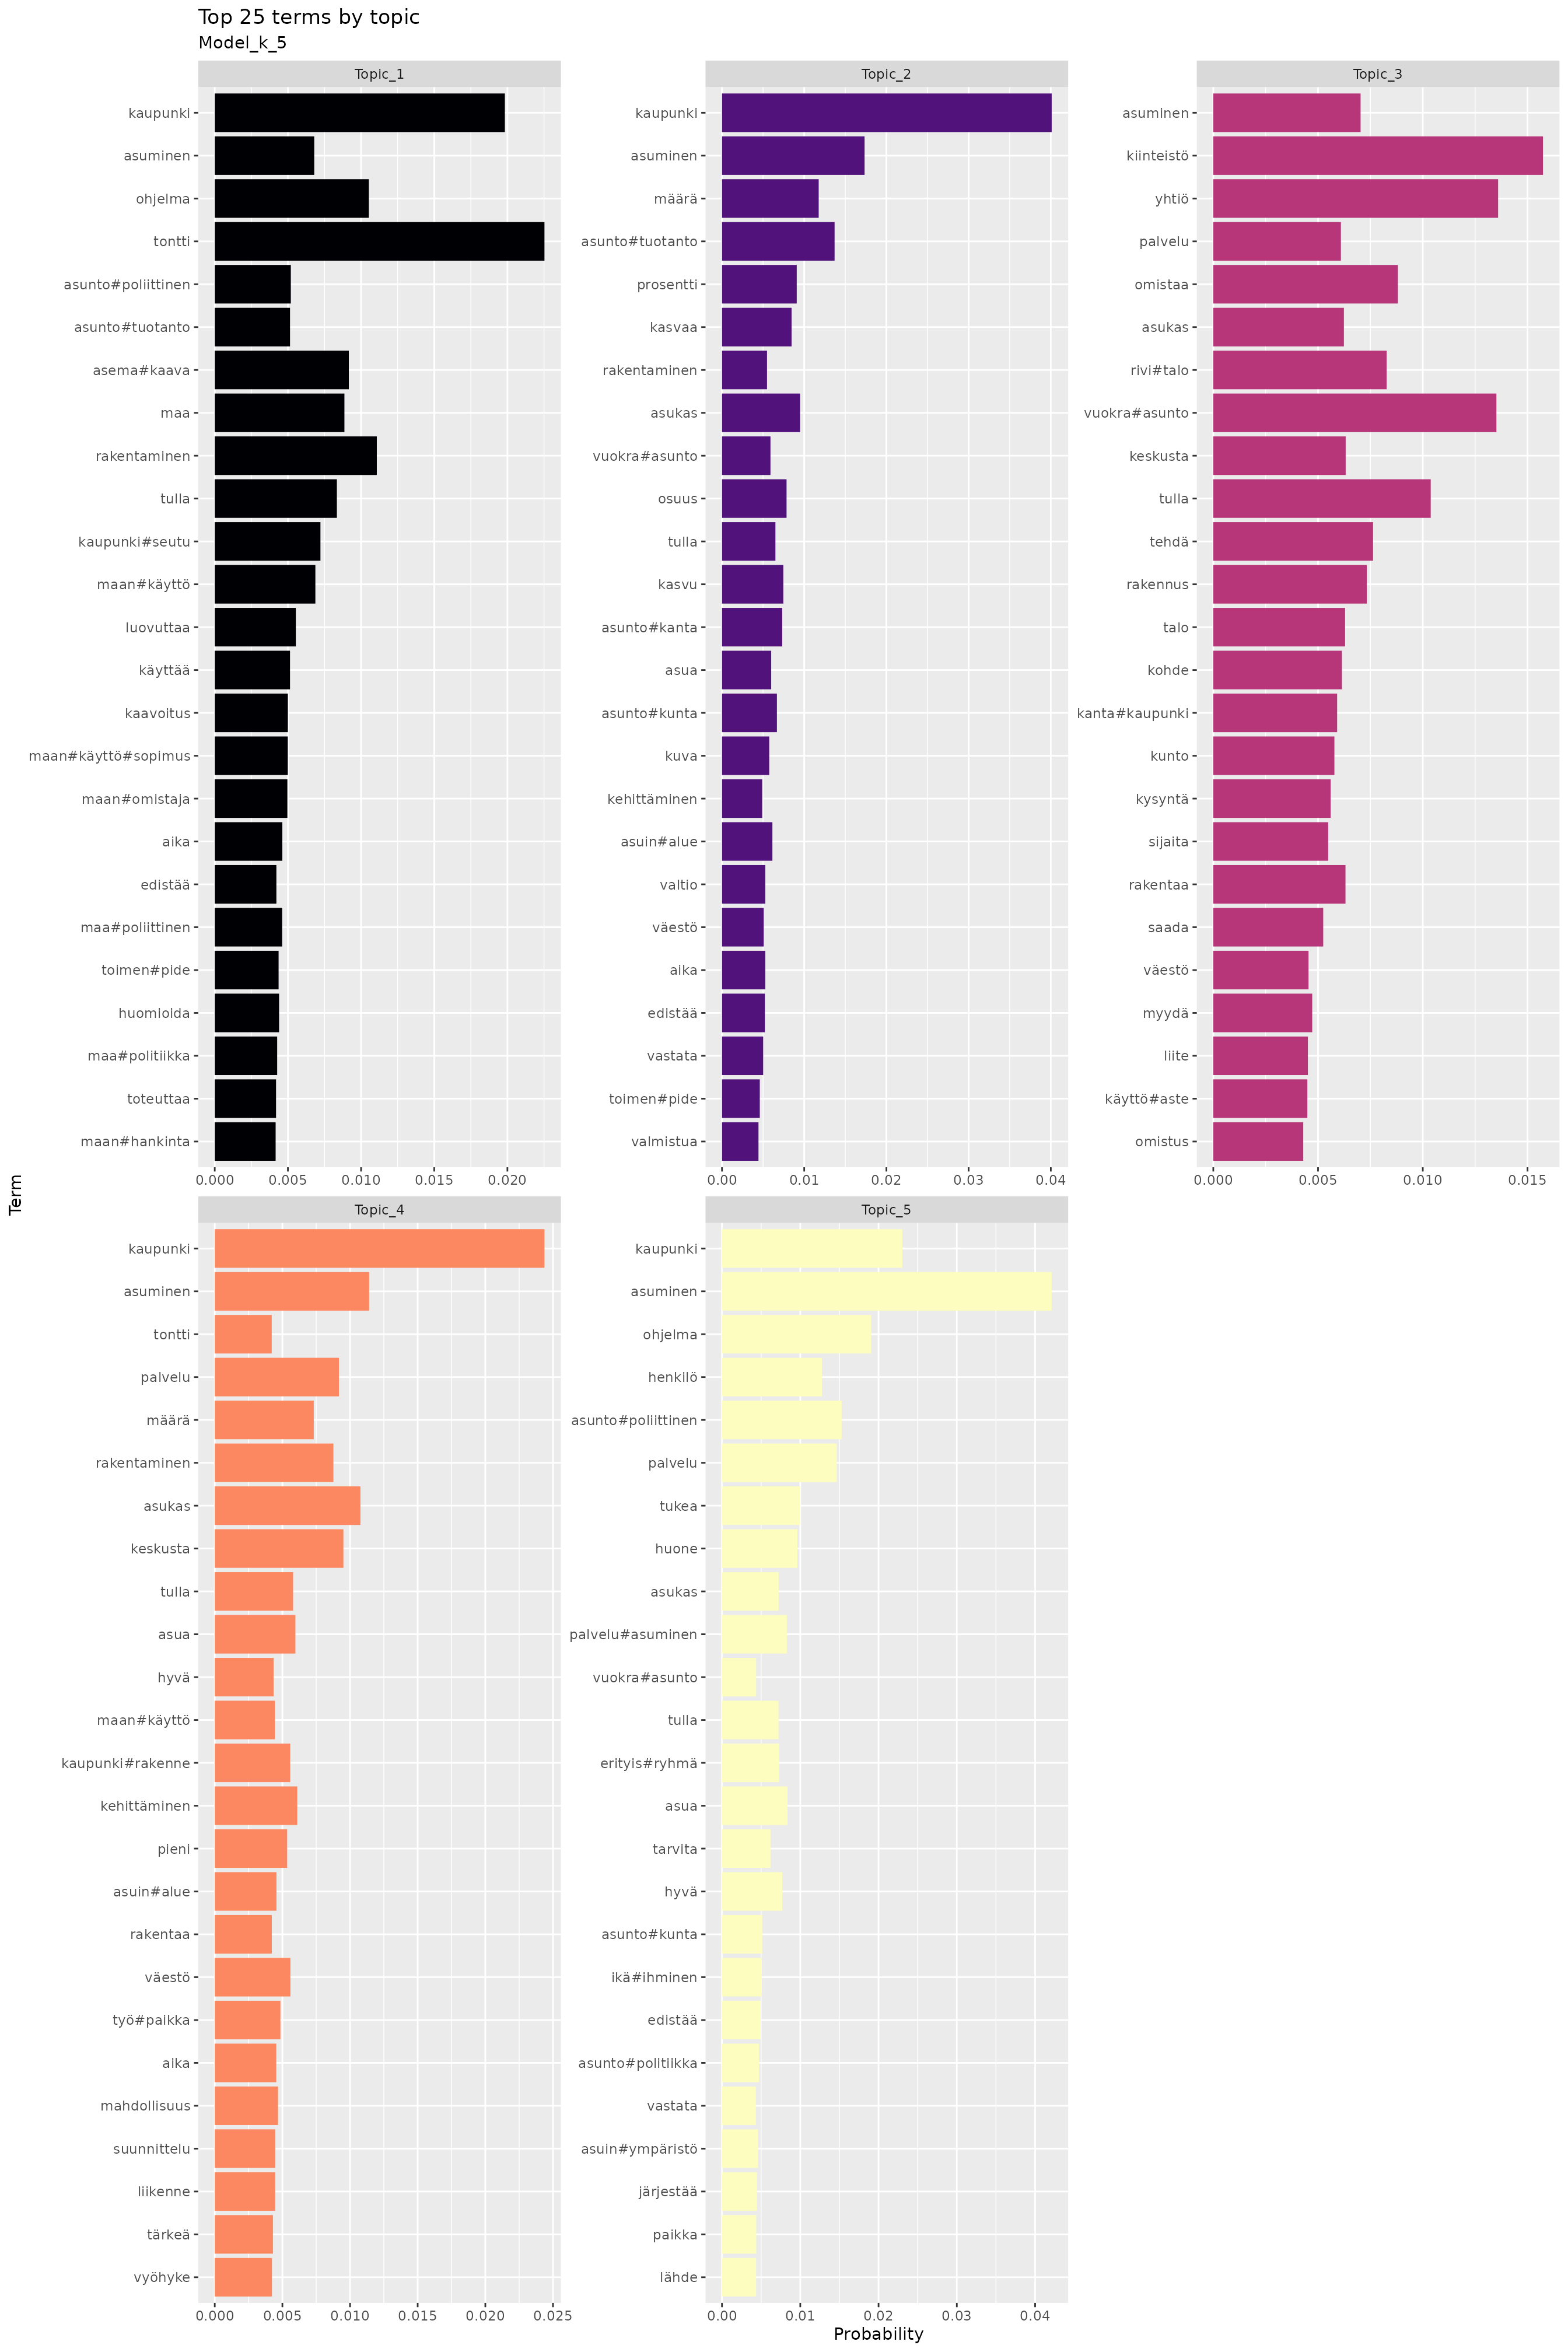 Top 25 terms by topic
Model_k_5
Topic_1
kaupunki
asuminen
ohjelma
tontti
asunto#poliittinen
asunto#tuotanto
asema#kaava
maa
rakentaminen
tulla
kaupunki#seutu
maan#käyttö
luovuttaa
käyttää
kaavoitus
maan#käyttö#sopimus
maan#omistaja
aika
edistää
maa#poliittinen
toimen#pide
huomioida
maa#politiikka
toteuttaa
maan#hankinta
0.000 0.005 0.010 0.015 0.020
Topic_2
kaupunki
asuminen
määrä
asunto#tuotanto
prosentti
kasvaa
rakentaminen
asukas
vuokra#asunto
osuus
tulla
kasvu
asunto#kanta
asua
asunto#kunta
kuva
kehittäminen
asuin#alue
valtio
väestö
aika
edistää
vastata
toimen#pide
valmistua
0.00 0.01 0.02 0.03 0.04
Topic_3
asuminen
kiinteistö
yhtiö
palvelu
omistaa
asukas
rivi#talo
vuokra#asunto
keskusta
tulla
tehdä
rakennus
talo
kohde
kanta#kaupunki
kunto
kysyntä
sijaita
rakentaa
saada
väestö
myydä
liite
käyttö#aste
omistus
0.000 0.005 0.010 0.015
Term
Topic_4
kaupunki
asuminen
tontti
palvelu
määrä
rakentaminen
asukas
keskusta
tulla
asua
hyvä
maan#käyttö
kaupunki#rakenne
kehittäminen
pieni
asuin#alue
rakentaa
väestö
työ#paikka
aika
mahdollisuus
suunnittelu
liikenne
tärkeä
vyöhyke
0.000 0.005 0.010 0.015 0.020 0.025
Topic_5
kaupunki
asuminen
ohjelma
henkilö
asunto#poliittinen
palvelu
tukea
huone
asukas
palvelu#asuminen
vuokra#asunto
tulla
erityis#ryhmä
asua
tarvita
hyvä
asunto#kunta
ikä#ihminen
edistää
asunto#politiikka
vastata
asuin#ympäristö
järjestää
paikka
lähde
0.00 0.01 0.02 0.03 0.04
Probability